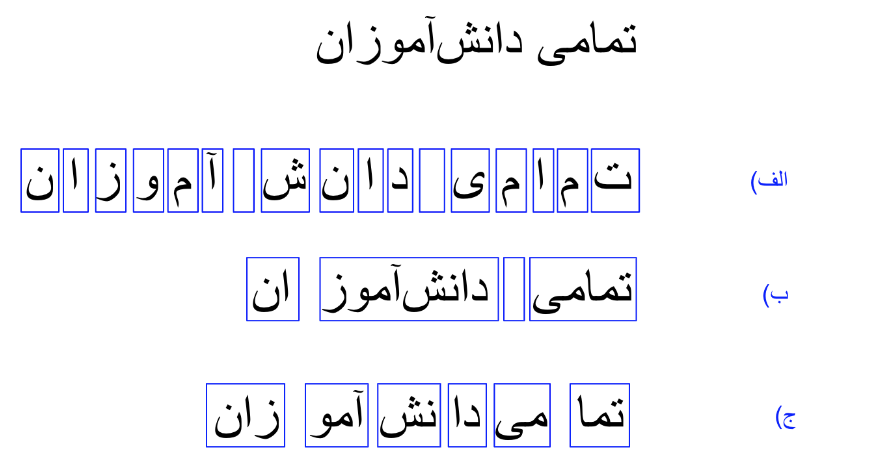 تمامی دانش‌آموزان
الف) ت م ا م ی د ا ن ش آ م و ز ا ن
ب) تمامی دانش‌آموز ان
ج) تما می دا نش آمو زان